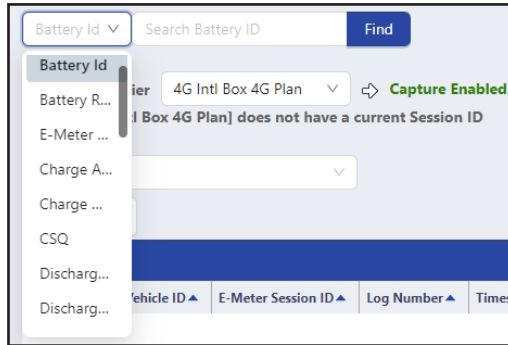 Battery Id Search Battery ID Find
Battery Id
Battery R...
ier 4G Intl Box 4G Plan Capture Enabled
E-Meter ...
l Box 4G Plan] does not have a current Session ID
Charge A...
Charge ...
CSQ
Discharg...
Vehicle ID E-Meter Session ID Log Number Times
Discharg...